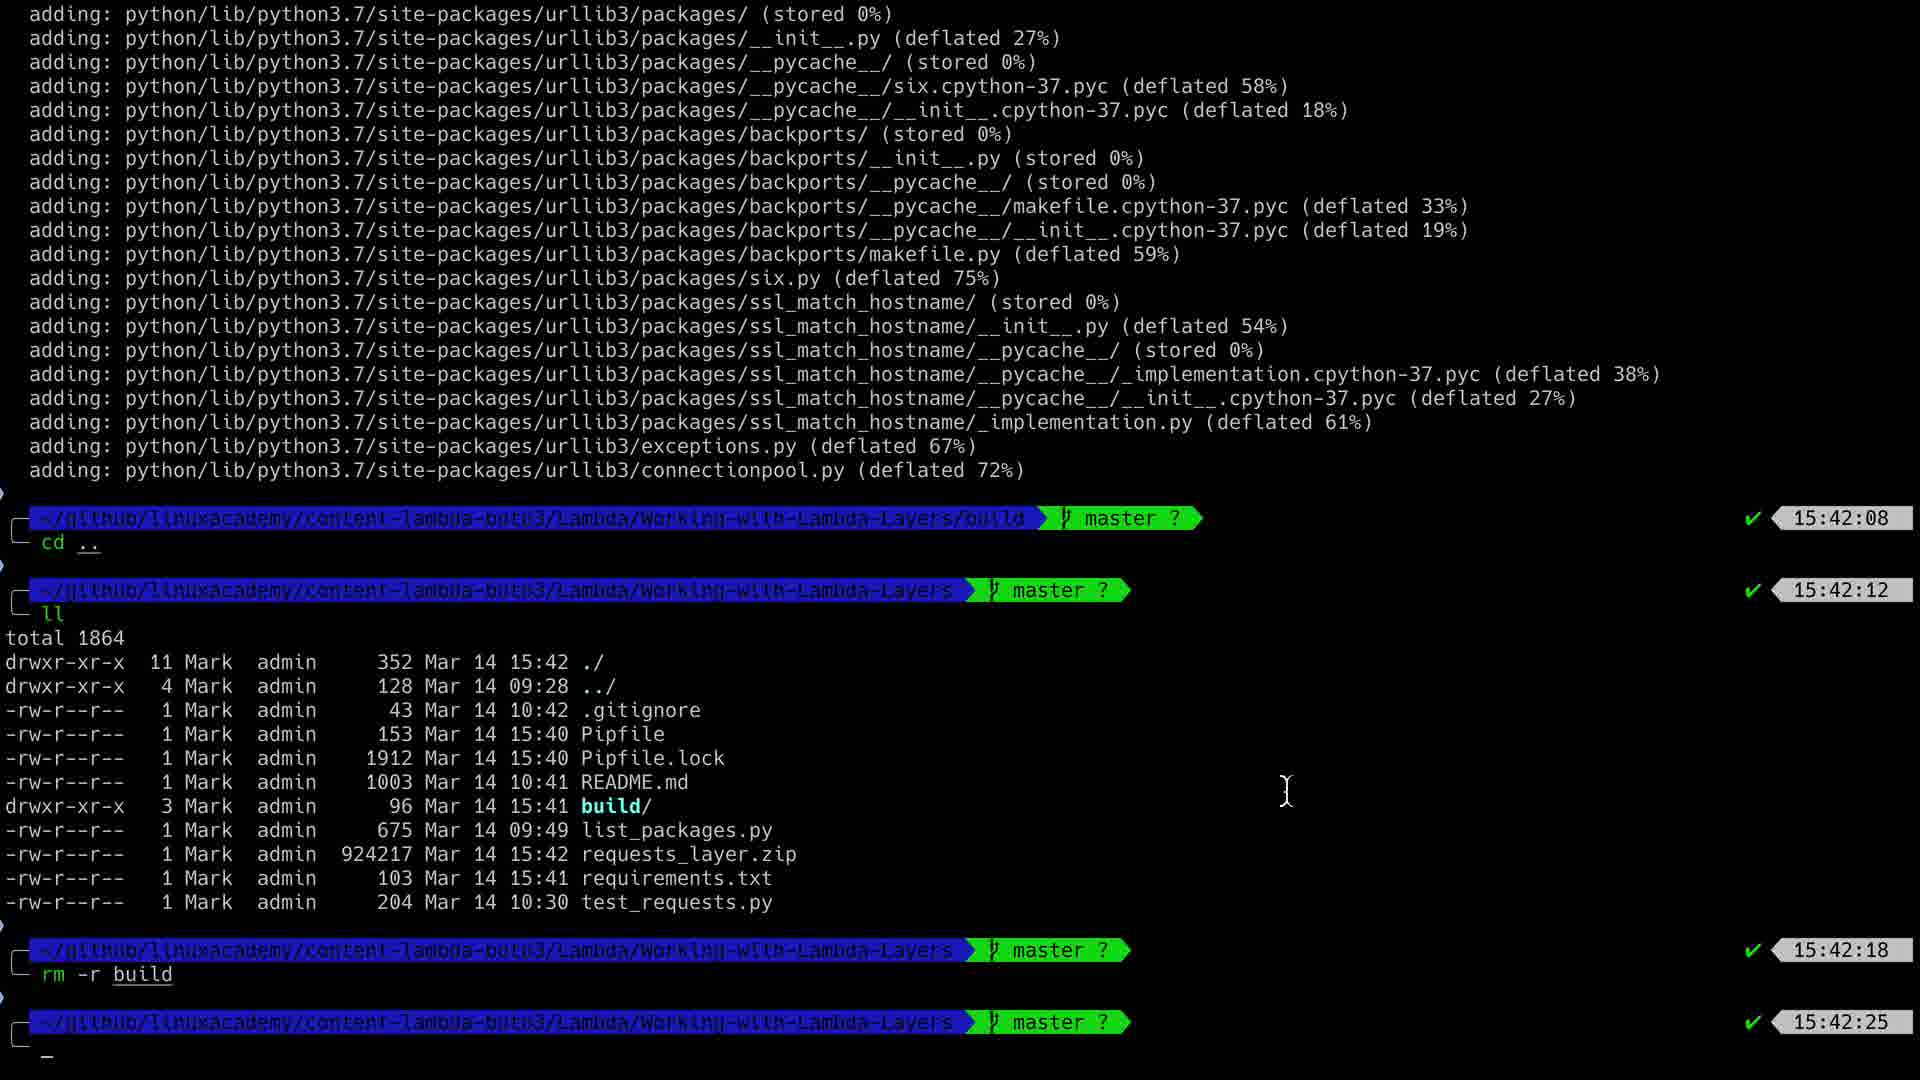 adding: python/lib/python3.7/site-packages/urllib3/packages/ (stored 0%)
adding: python/lib/python3.7/site-packages/urllib3/packages/__init__.py (deflated 27%)
adding: python/lib/python3.7/site-packages/urllib3/packages/__pycache__/ (stored 0%)
adding: python/lib/python3.7/site-packages/urllib3/packages/__pycache__/six.cpython-37.pyc (deflated 58%)
adding: python/lib/python3.7/site-packages/urllib3/packages/__pycache__/__init__.cpython-37.pyc (deflated 18%)
adding: python/lib/python3.7/site-packages/urllib3/packages/backports/ (stored 0%)
adding: python/lib/python3.7/site-packages/urllib3/packages/backports/__init__.py (stored 0%)
adding: python/lib/python3.7/site-packages/urllib3/packages/backports/__pycache__/ (stored 0%)
adding: python/lib/python3.7/site-packages/urllib3/packages/backports/__pycache__/makefile.cpython-37.pyc (deflated 33%)
adding: python/lib/python3.7/site-packages/urllib3/packages/backports/__pycache__/__init__.cpython-37.pyc (deflated 19%)
adding: python/lib/python3.7/site-packages/urllib3/packages/backports/makefile.py (deflated 59%)
adding: python/lib/python3.7/site-packages/urllib3/packages/six.py (deflated 75%)
adding: python/lib/python3.7/site-packages/urllib3/packages/ssl_match_hostname/ (stored 0%)
adding: python/lib/python3.7/site-packages/urllib3/packages/ssl_match_hostname/__init__.py (deflated 54%)
adding: python/lib/python3.7/site-packages/urllib3/packages/ssl_match_hostname/__pycache__/ (stored 0%)
adding: python/lib/python3.7/site-packages/urllib3/packages/ssl_match_hostname/__pycache__/_implementation.cpython-37.pyc (deflated 38%)
adding: python/lib/python3.7/site-packages/urllib3/packages/ssl_match_hostname/__pycache__/__init__.cpython-37.pyc (deflated 27%)
adding: python/lib/python3.7/site-packages/urllib3/packages/ssl_match_hostname/_implementation.py (deflated 61%)
adding: python/lib/python3.7/site-packages/urllib3/exceptions.py (deflated 67%)
adding: python/lib/python3.7/site-packages/urllib3/connectionpool.py (deflated 72%)
~/github/linuxacademy/content-lambda-boto3/Lambda/Working-with-Lambda-Layers/build master ? ✔ 15:42:08
cd ..
~/github/linuxacademy/content-lambda-boto3/Lambda/Working-with-Lambda-Layers master ? ✔ 15:42:12
ll
total 1864
drwxr-xr-x 11 Mark admin 352 Mar 14 15:42 ./
drwxr-xr-x 4 Mark admin 128 Mar 14 09:28 ../
-rw-r--r-- 1 Mark admin 43 Mar 14 10:42 .gitignore
-rw-r--r-- 1 Mark admin 153 Mar 14 15:40 Pipfile
-rw-r--r-- 1 Mark admin 1912 Mar 14 15:40 Pipfile.lock
-rw-r--r-- 1 Mark admin 1003 Mar 14 10:41 README.md
drwxr-xr-x 3 Mark admin 96 Mar 14 15:41 build/
-rw-r--r-- 1 Mark admin 675 Mar 14 09:49 list_packages.py
-rw-r--r-- 1 Mark admin 924217 Mar 14 15:42 requests_layer.zip
-rw-r--r-- 1 Mark admin 103 Mar 14 15:41 requirements.txt
-rw-r--r-- 1 Mark admin 204 Mar 14 10:30 test_requests.py
~/github/linuxacademy/content-lambda-boto3/Lambda/Working-with-Lambda-Layers master ? ✔ 15:42:18
rm -r build
~/github/linuxacademy/content-lambda-boto3/Lambda/Working-with-Lambda-Layers master ? ✔ 15:42:25